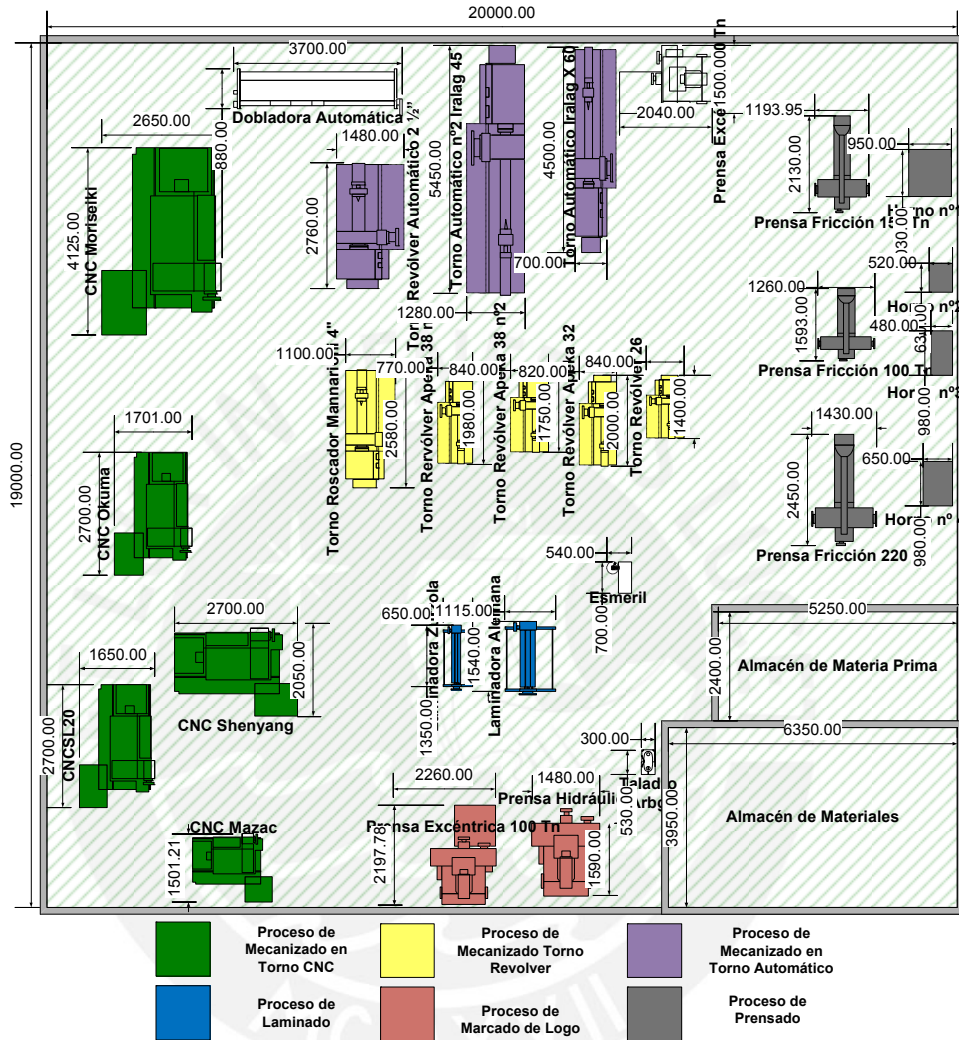 20000.00
19000.00
3700.00
880.00
Dobladora Automática
2650.00
4125.00
CNC Moriseiki
1480.00
2760.00
Revólver Automático 2 ½"
5450.00
1280.00
Torno Automático nº2 Iralag 45
4500.00
700.00
Torno Automático Iralag X 60
2040.00
1500.000
Tn
Prensa
1193.95
2130.00
Prensa Fricción
Tn
950.00
Horno nº1
1260.00
1593.00
Prensa Fricción 100
520.00
480.00
980.00
1430.00
2450.00
Prensa Fricción 220
650.00
980.00
1100.00
2580.00
Torno Roscador
4"
770.00
1980.00
Apeka 38
840.00
1750.00
Torno Revólver Apeka 38 nº2
820.00
2000.00
Torno Revólver Apeka 32
840.00
1400.00
Torno Revólver 26
1701.00
2700.00
CNC Okuma
2700.00
2050.00
CNC Shenyang
1650.00
2700.00
CNCSL20
CNC Mazac
1501.21
540.00
700.00
Esmeril
650.00
1350.00
1115.00
1540.00
Laminadora Alemana
5250.00
2400.00
Almacén de Materia Prima
6350.00
3950.00
Almacén de Materiales
300.00
530.00
2260.00
2197.78
Prensa Excéntrica 100 Tn
1480.00
1590.00
Prensa
Proceso de
Mecanizado en
Torno CNC
Proceso de
Mecanizado Torno
Revolver
Proceso de
Mecanizado en
Torno Automático
Proceso de
Laminado
Proceso de
Marcado de Logo
Proceso de
Prensado